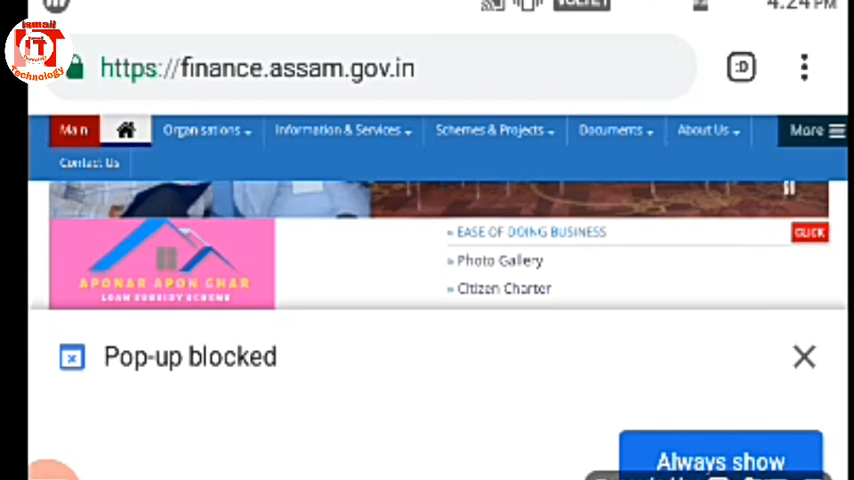 4:24 PM
ismail
IT
Technology
https://finance.assam.gov.in
:D
Main
Organisations
Information & Services
Schemes & Projects
Documents
About Us
More
Contact Us
» EASE OF DOING BUSINESS
CLICK
» Photo Gallery
APONAR APON GHAR
LOAN SUBSIDY SCHEME
» Citizen Charter
Pop-up blocked
Always show